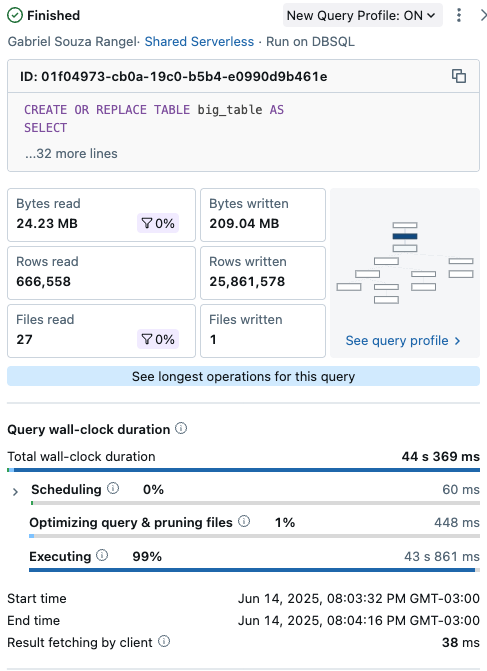 Finished
New Query Profile: ON
Gabriel Souza Rangel· Shared Serverless · Run on DBSQL
ID: 01f04973-cb0a-19c0-b5b4-e0990d9b461e
CREATE OR REPLACE TABLE big_table AS
SELECT
...32 more lines
Bytes read
24.23 MB
0%
Bytes written
209.04 MB
Rows read
666,558
Rows written
25,861,578
Files read
27
0%
Files written
1
See query profile
See longest operations for this query
Query wall-clock duration
Total wall-clock duration 44 s 369 ms
Scheduling 0% 60 ms
Optimizing query & pruning files 1% 448 ms
Executing 99% 43 s 861 ms
Start time Jun 14, 2025, 08:03:32 PM GMT-03:00
End time Jun 14, 2025, 08:04:16 PM GMT-03:00
Result fetching by client 38 ms